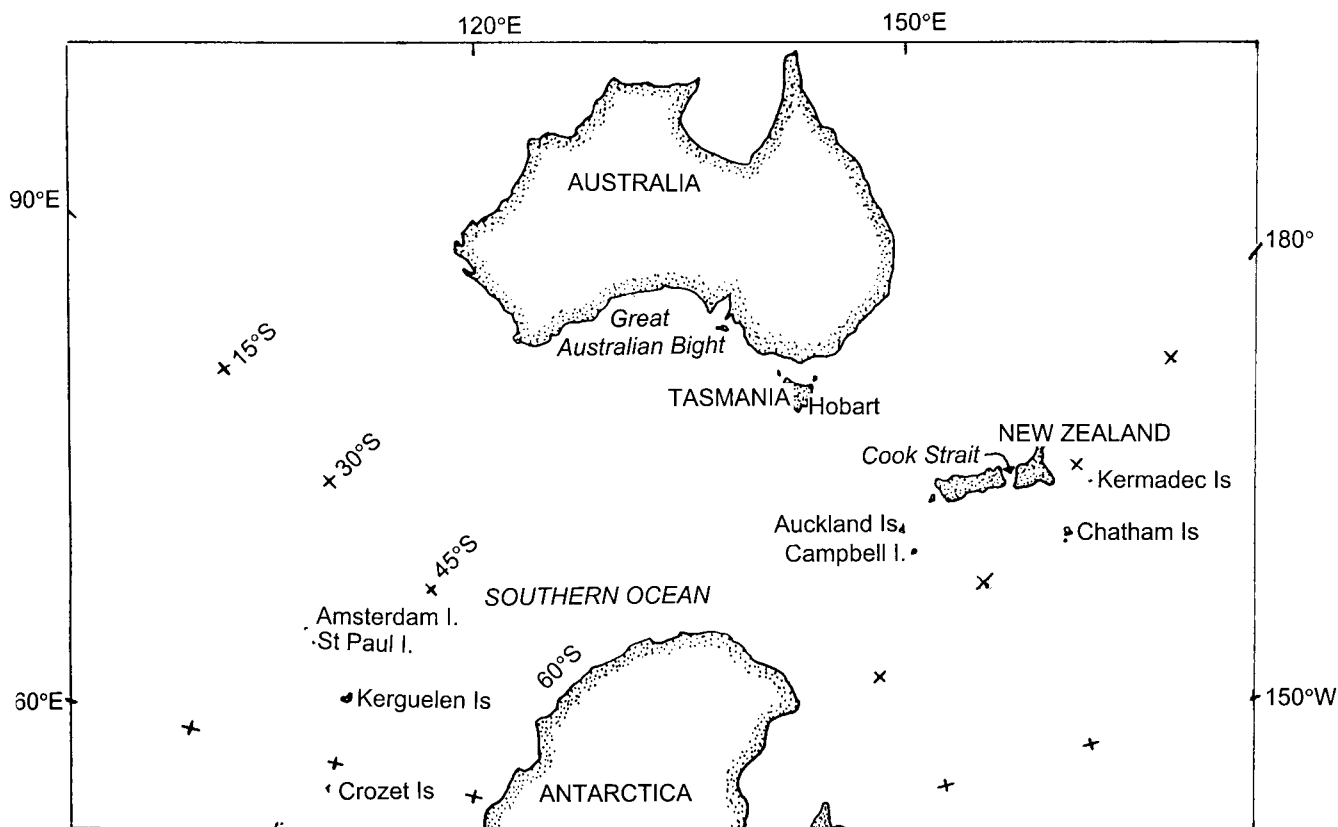 120°E
150°E
AUSTRALIA
90°E
180°
Great
Australian Bight
15°S
TASMANIA
Hobart
30°S
NEW ZEALAND
Cook Strait
Kermadec Is
Auckland Is
Campbell I.
Chatham Is
45°S
SOUTHERN OCEAN
Amsterdam I.
St Paul I.
60°S
60°E
Kerguelen Is
150°W
Crozet Is
ANTARCTICA